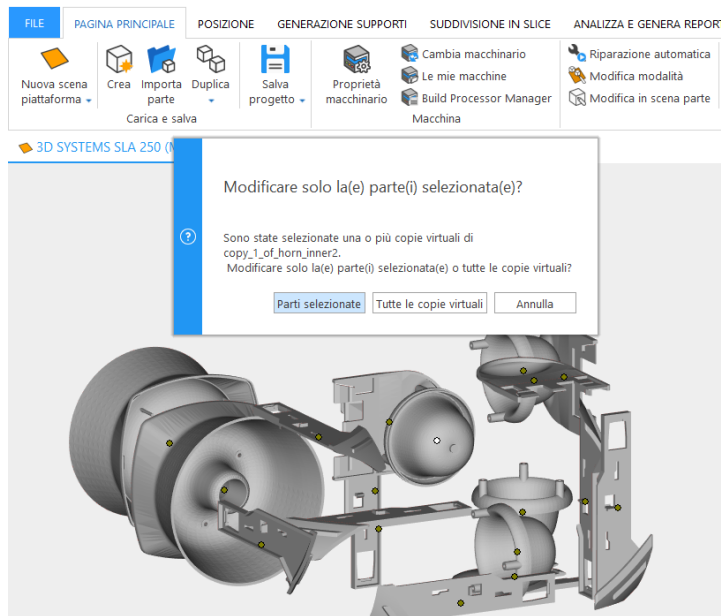 FILE PAGINA PRINCIPALE POSIZIONE GENERAZIONE SUPPORTI SUDDIVISIONE IN SLICE ANALIZZA E GENERA REPORT
Nuova scena piattaforma
Crea
Importa parte
Duplica
Salva progetto
Proprietà macchinario
Cambia macchinario
Le mie macchine
Build Processor Manager
Riparazione automatica
Modifica modalità
Modifica in scena parte
Carica e salva
Macchina
3D SYSTEMS SLA 250 (
Modificare solo la(e) parte(i) selezionata(e)?
Sono state selezionate una o più copie virtuali di
copy_1_of_horn_inner2.
Modificare solo la(e) parte(i) selezionata(e) o tutte le copie virtuali?
Parti selezionate Tutte le copie virtuali Annulla